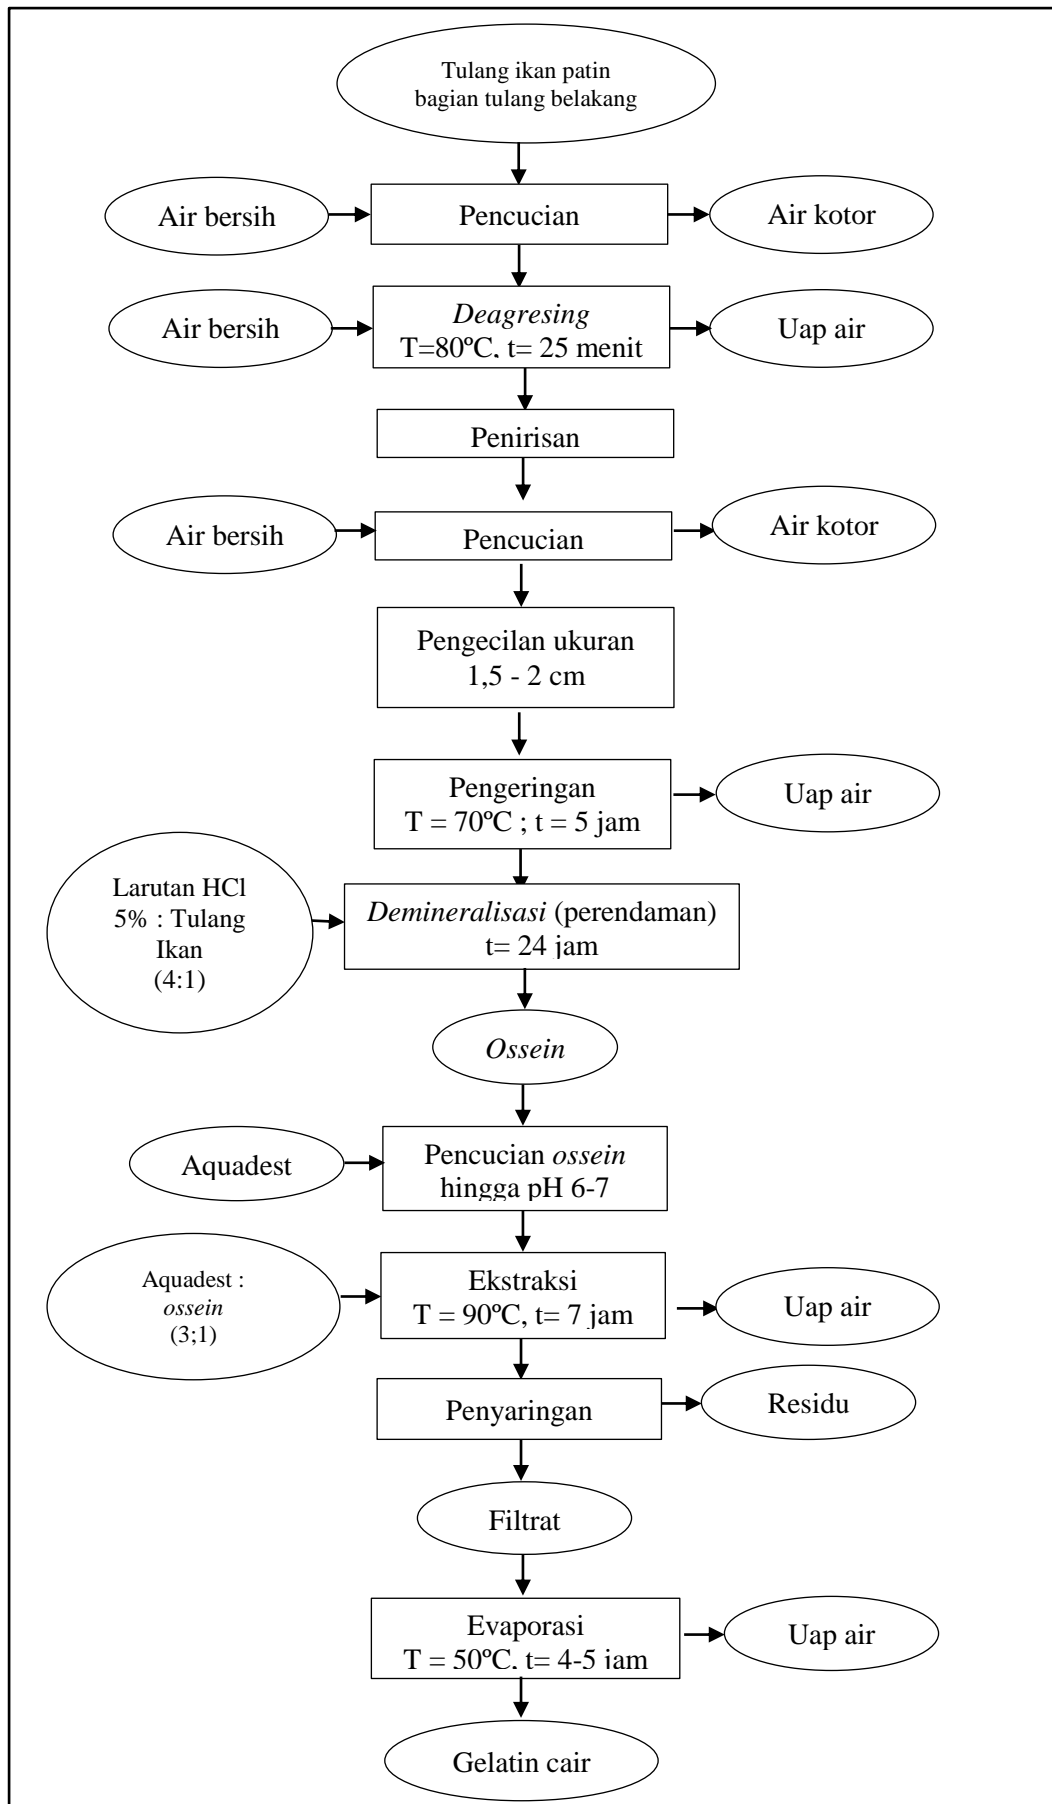 Tulang ikan patin
bagian tulang belakang
Air bersih
Pencucian
Air kotor
Air bersih
Deagresing
T=80ºC, t= 25 menit
Uap air
Penirisan
Air bersih
Pencucian
Air kotor
Pengecilan ukuran
1,5 - 2 cm
Pengeringan
T = 70ºC ; t = 5 jam
Uap air
Larutan HCl
5% : Tulang
Ikan
(4:1)
Demineralisasi (perendaman)
t= 24 jam
Ossein
Aquadest
Pencucian ossein
hingga pH 6-7
Aquadest :
ossein
(3;1)
Ekstraksi
T = 90ºC, t= 7 jam
Uap air
Penyaringan
Residu
Filtrat
Evaporasi
T = 50ºC, t= 4-5 jam
Uap air
Gelatin cair